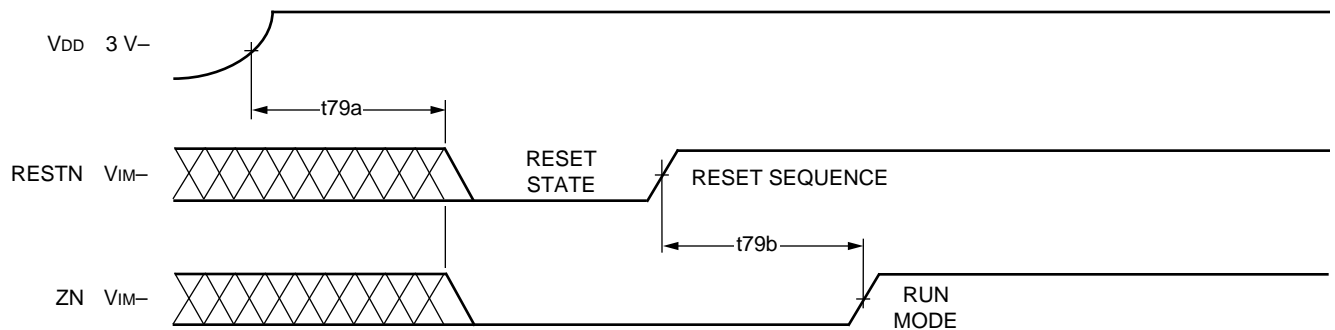 VDD 3 V–
t79a
RESTN VIM–
RESET
STATE
RESET SEQUENCE
t79b
ZN VIM–
RUN
MODE